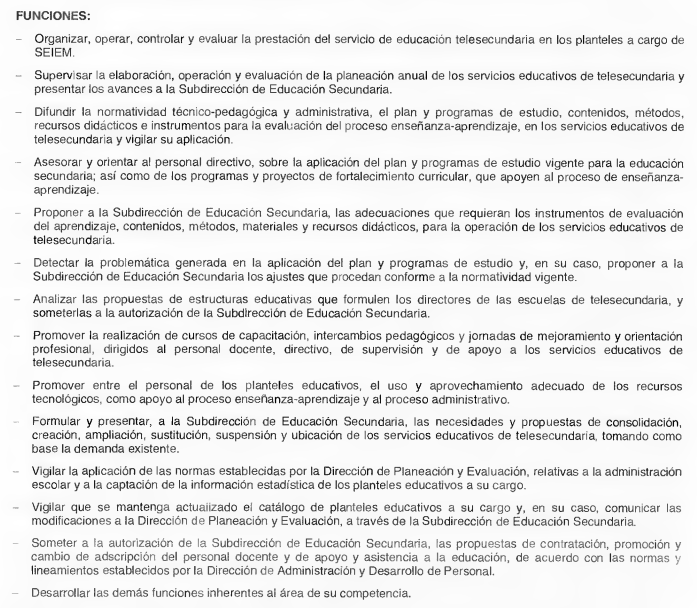 FUNCIONES:
– Organizar, operar, controlar y evaluar la prestación del servicio de educación telesecundaria en los planteles a cargo de
SEIEM.
– Supervisar la elaboración, operación y evaluación de la planeación anual de los servicios educativos de telesecundaria y
presentar los avances a la Subdirección de Educación Secundaria.
– Difundir la normatividad técnico-pedagógica y administrativa, el plan y programas de estudio, contenidos, métodos,
recursos didácticos e instrumentos para la evaluación del proceso enseñanza-aprendizaje, en los servicios educativos de
telesecundaria y vigilar su aplicación.
– Asesorar y orientar al personal directivo, sobre la aplicación del plan y programas de estudio vigente para la educación
secundaria; así como de los programas y proyectos de fortalecimiento curricular, que apoyen al proceso de enseñanza-
aprendizaje.
– Proponer a la Subdirección de Educación Secundaria, las adecuaciones que requieran los instrumentos de evaluación
del aprendizaje, contenidos, métodos, materiales y recursos didácticos, para la operación de los servicios educativos de
telesecundaria.
– Detectar la problemática generada en la aplicación del plan y programas de estudio y, en su caso, proponer a la
Subdirección de Educación Secundaria los ajustes que procedan conforme a la normatividad vigente.
– Analizar las propuestas de estructuras educativas que formulen los directores de las escuelas de telesecundaria, y
someterlas a la autorización de la Subdirección de Educación Secundaria.
– Promover la realización de cursos de capacitación, intercambios pedagógicos y jornadas de mejoramiento y orientación
profesional, dirigidos al personal docente, directivo, de supervisión y de apoyo a los servicios educativos de
telesecundaria.
– Promover entre el personal de los planteles educativos, el uso y aprovechamiento adecuado de los recursos
tecnológicos, como apoyo al proceso enseñanza-aprendizaje y al proceso administrativo.
– Formular y presentar, a la Subdirección de Educación Secundaria, las necesidades y propuestas de consolidación,
creación, ampliación, sustitución, suspensión y ubicación de los servicios educativos de telesecundaria, tomando como
base la demanda existente.
– Vigilar la aplicación de las normas establecidas por la Dirección de Planeación y Evaluación, relativas a la administración
escolar y a la captación de la información estadística de los planteles educativos a su cargo.
– Vigilar que se mantenga actualizado el catálogo de planteles educativos a su cargo y, en su caso, comunicar las
modificaciones a la Dirección de Planeación y Evaluación, a través de la Subdirección de Educación Secundaria.
– Someter a la autorización de la Subdirección de Educación Secundaria, las propuestas de contratación, promoción y
cambio de adscripción del personal docente y de apoyo y asistencia a la educación, de acuerdo con las normas y
lineamientos establecidos por la Dirección de Administración y Desarrollo de Personal.
– Desarrollar las demás funciones inherentes al área de su competencia.